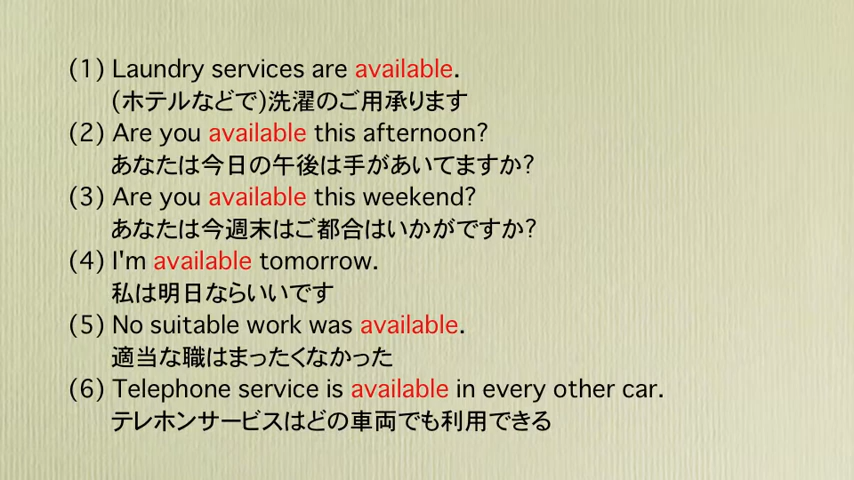 (1) Laundry services are available.
(ホテルなどで)洗濯のご用承ります
(2) Are you available this afternoon?
あなたは今日の午後は手があいてますか?
(3) Are you available this weekend?
あなたは今週末はご都合はいかがですか?
(4) I'm available tomorrow.
私は明日ならいいです
(5) No suitable work was available.
適当な職はまったくなかった
(6) Telephone service is available in every other car.
テレホンサービスはどの車両でも利用できる